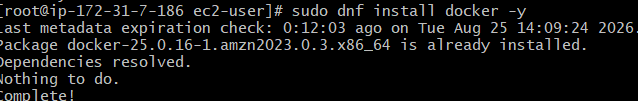 [root@ip-172-31-7-186 ec2-user]# sudo dnf install docker -y
Last metadata expiration check: 0:12:03 ago on Tue Aug 25 14:09:24 2026.
Package docker-25.0.16-1.amzn2023.0.3.x86_64 is already installed.
Dependencies resolved.
Nothing to do.
Complete!